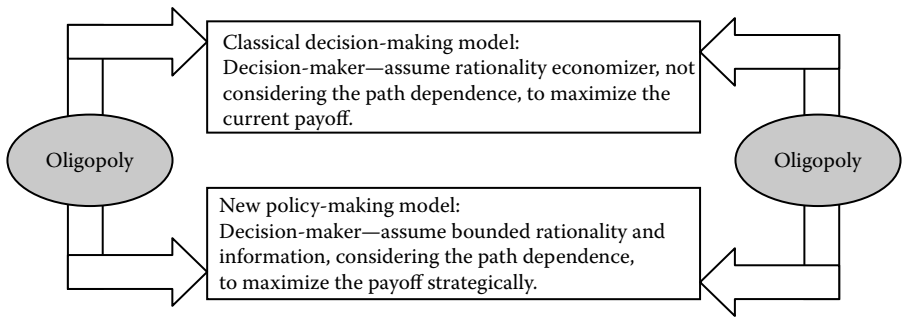 Classical decision-making model:
Decision-maker—assume rationality economizer, not
considering the path dependence, to maximize the
current payoff.
Oligopoly
Oligopoly
New policy-making model:
Decision-maker—assume bounded rationality and
information, considering the path dependence,
to maximize the payoff strategically.